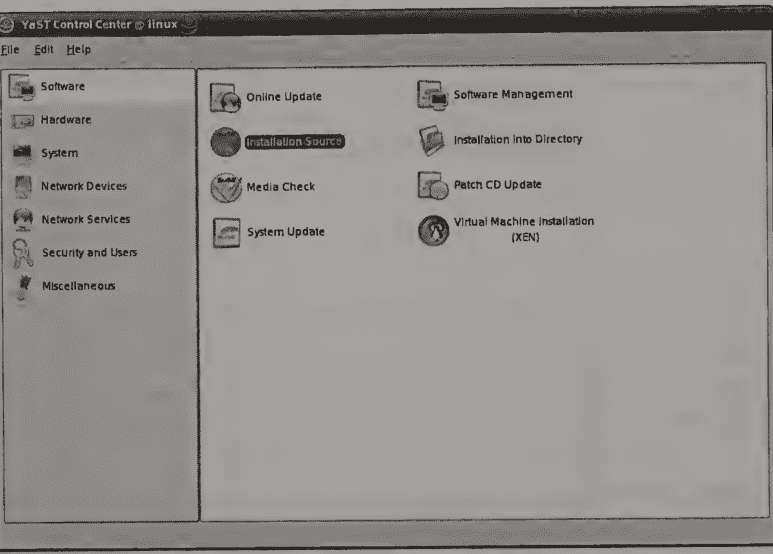 YaST Control Center @ linux
File Edit Help
Software
Hardware
System
Network Devices
Network Services
Security and Users
Miscellaneous
Online Update
Software Management
Installation Source
Installation into Directory
Media Check
Patch CD Update
System Update
Virtual Machine Installation
(XEN)